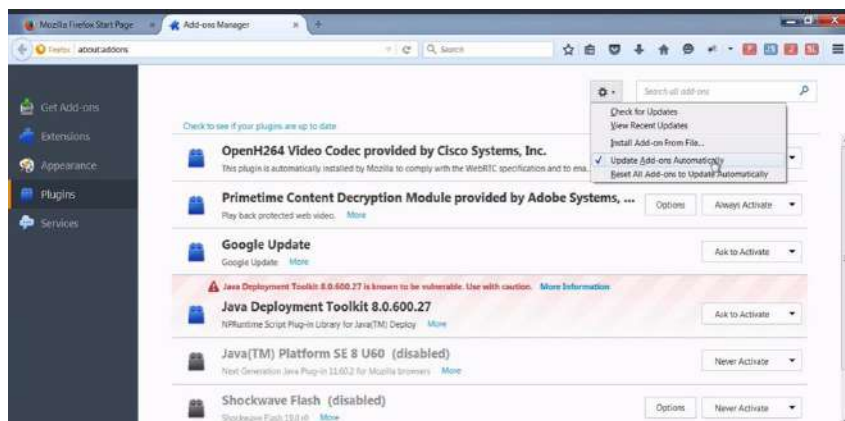 Mozilla Firefox Start Page
Add-ons Manager
Firefox about:addons
Search
Get Add-ons
Extensions
Appearance
Plugins
Services
Search all add-ons
Check for Updates
View Recent Updates
Install Add-on From File...
Update Add-ons Automatically
Reset All Add-ons to Update Automatically
Check to see if your plugins are up to date
OpenH264 Video Codec provided by Cisco Systems, Inc.
This plugin is automatically installed by Mozilla to comply with the WebRTC specification and to ena...
Primetime Content Decryption Module provided by Adobe Systems, ...
Play back protected web video. More
Options
Always Activate
Google Update
Google Update More
Ask to Activate
Java Deployment Toolkit 8.0.600.27 is known to be vulnerable. Use with caution. More Information
Java Deployment Toolkit 8.0.600.27
NPRuntime Script Plug-in Library for Java(TM) Deploy More
Ask to Activate
Java(TM) Platform SE 8 U60 (disabled)
Next Generation Java Plug-in 11.60.2 for Mozilla browsers More
Never Activate
Shockwave Flash (disabled)
Shockwave Flash 19.0 r0 More
Options
Never Activate